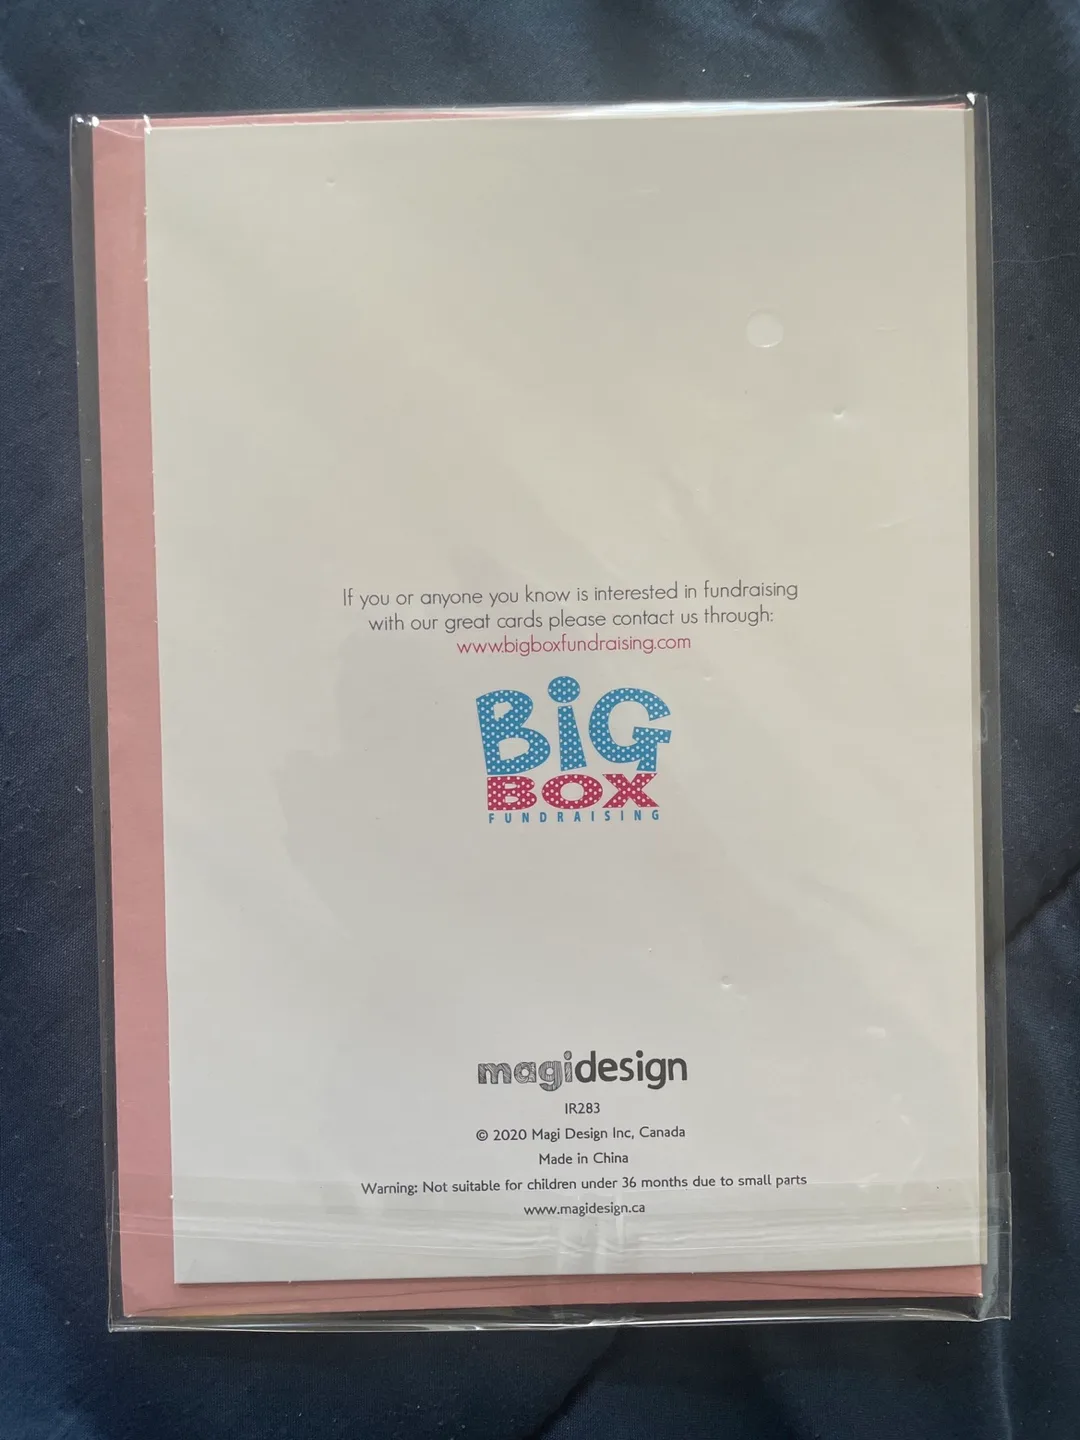 If you or anyone you know is interested in fundraising
with our great cards please contact us through:
www.bigboxfundraising.com
BiG
BOX
FUNDRAISING
magidesign
IR283
© 2020 Magi Design Inc, Canada
Made in China
Warning: Not suitable for children under 36 months due to small parts
www.magidesign.ca